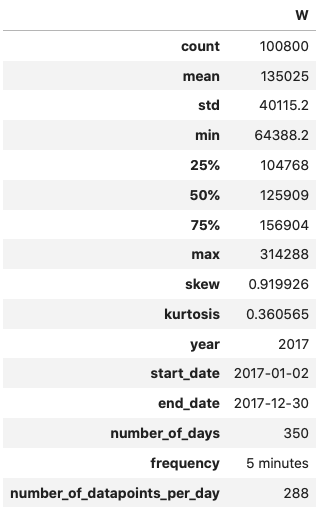 W
count 100800
mean 135025
std 40115.2
min 64388.2
25% 104768
50% 125909
75% 156904
max 314288
skew 0.919926
kurtosis 0.360565
year 2017
start_date 2017-01-02
end_date 2017-12-30
number_of_days 350
frequency 5 minutes
number_of_datapoints_per_day 288